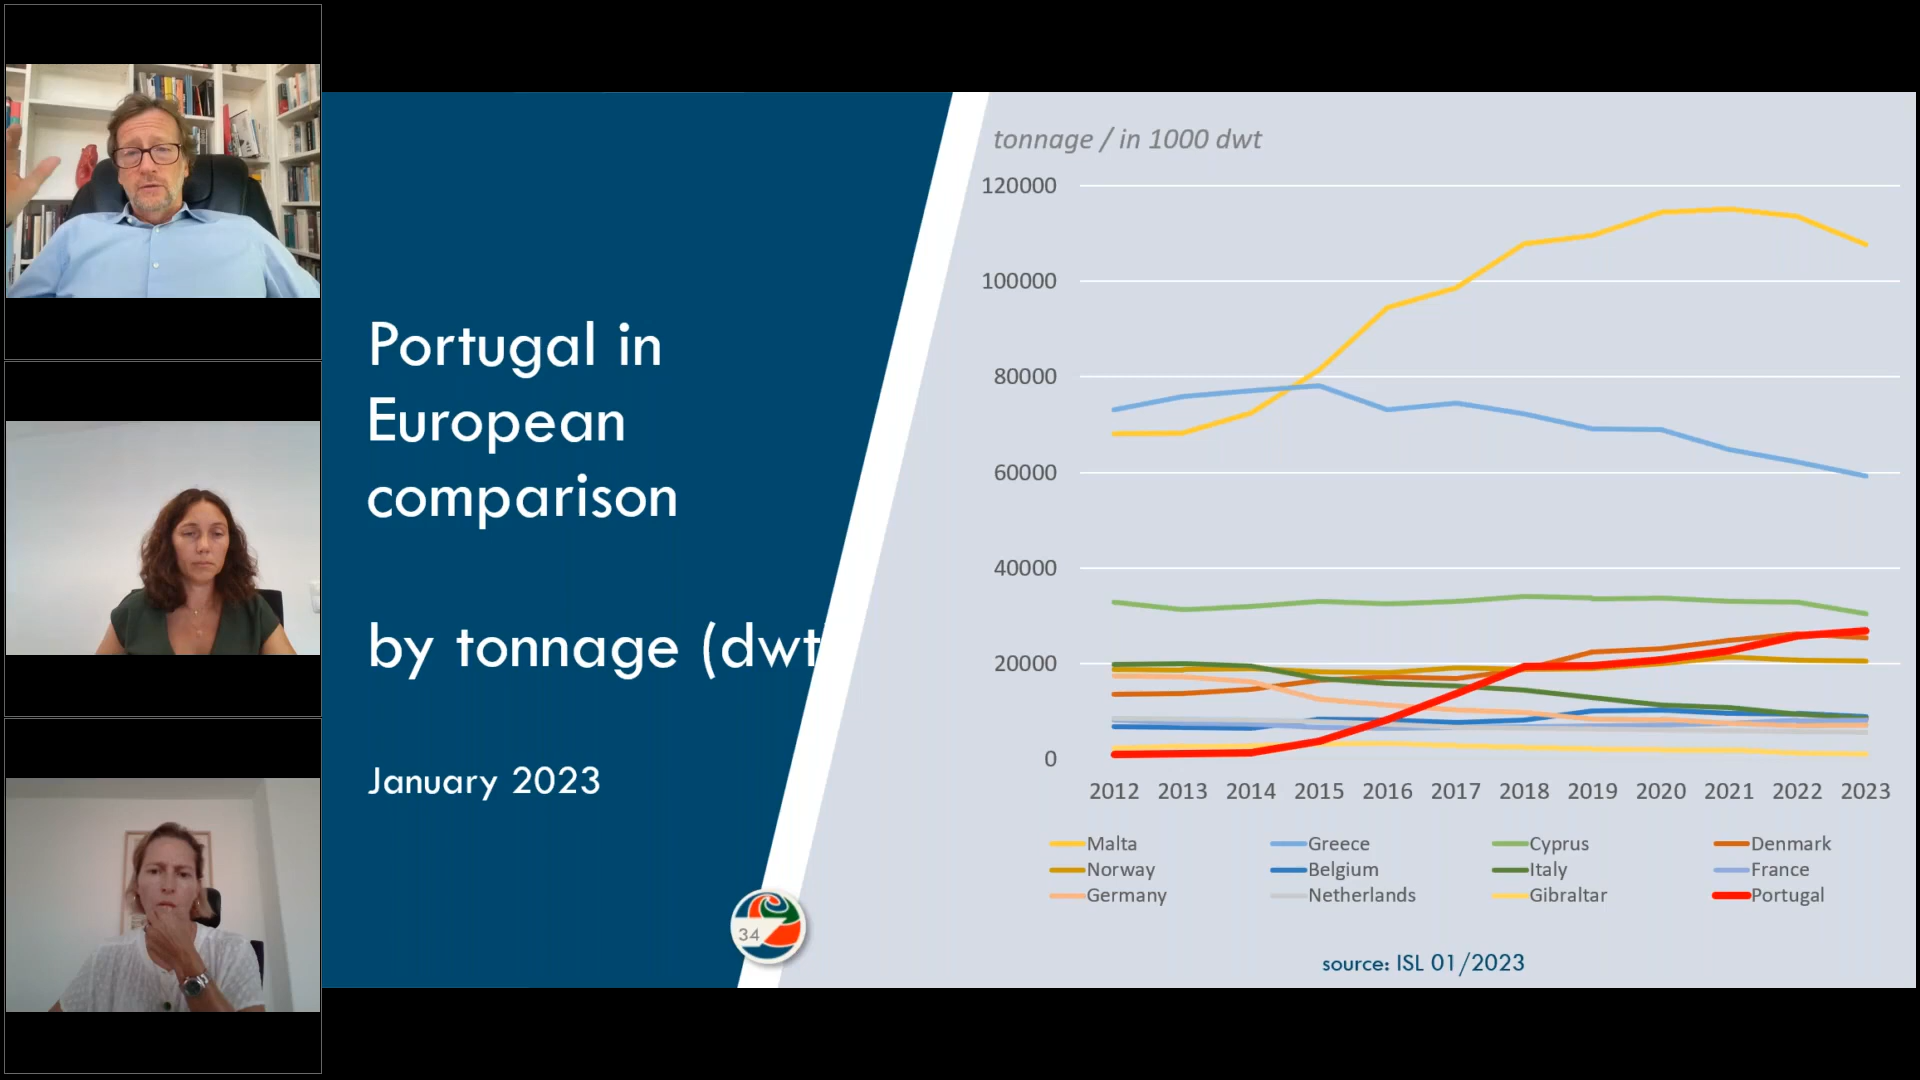 Portugal in
European
comparison
by tonnage (dwt
January 2023
34
tonnage / in 1000 dwt
120000
100000
80000
60000
40000
20000
0
2012 2013 2014 2015 2016 2017 2018 2019 2020 2021 2022 2023
Malta Greece Cyprus Denmark
Norway Belgium Italy France
Germany Netherlands Gibraltar Portugal
source: ISL 01/2023